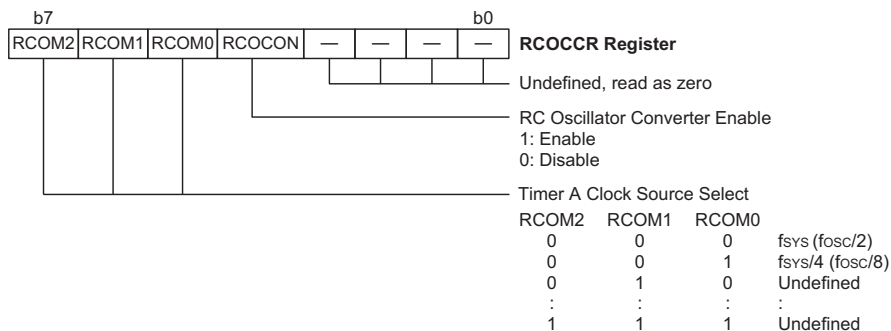 b7 b0
RCOM2 RCOM1 RCOM0 RCOCON — — — — RCOCCR Register
Undefined, read as zero
RC Oscillator Converter Enable
1: Enable
0: Disable
Timer A Clock Source Select
RCOM2 RCOM1 RCOM0
0 0 0 fSYS (fOSC/2)
0 0 1 fSYS/4 (fOSC/8)
0 1 0 Undefined
: : : :
1 1 1 Undefined